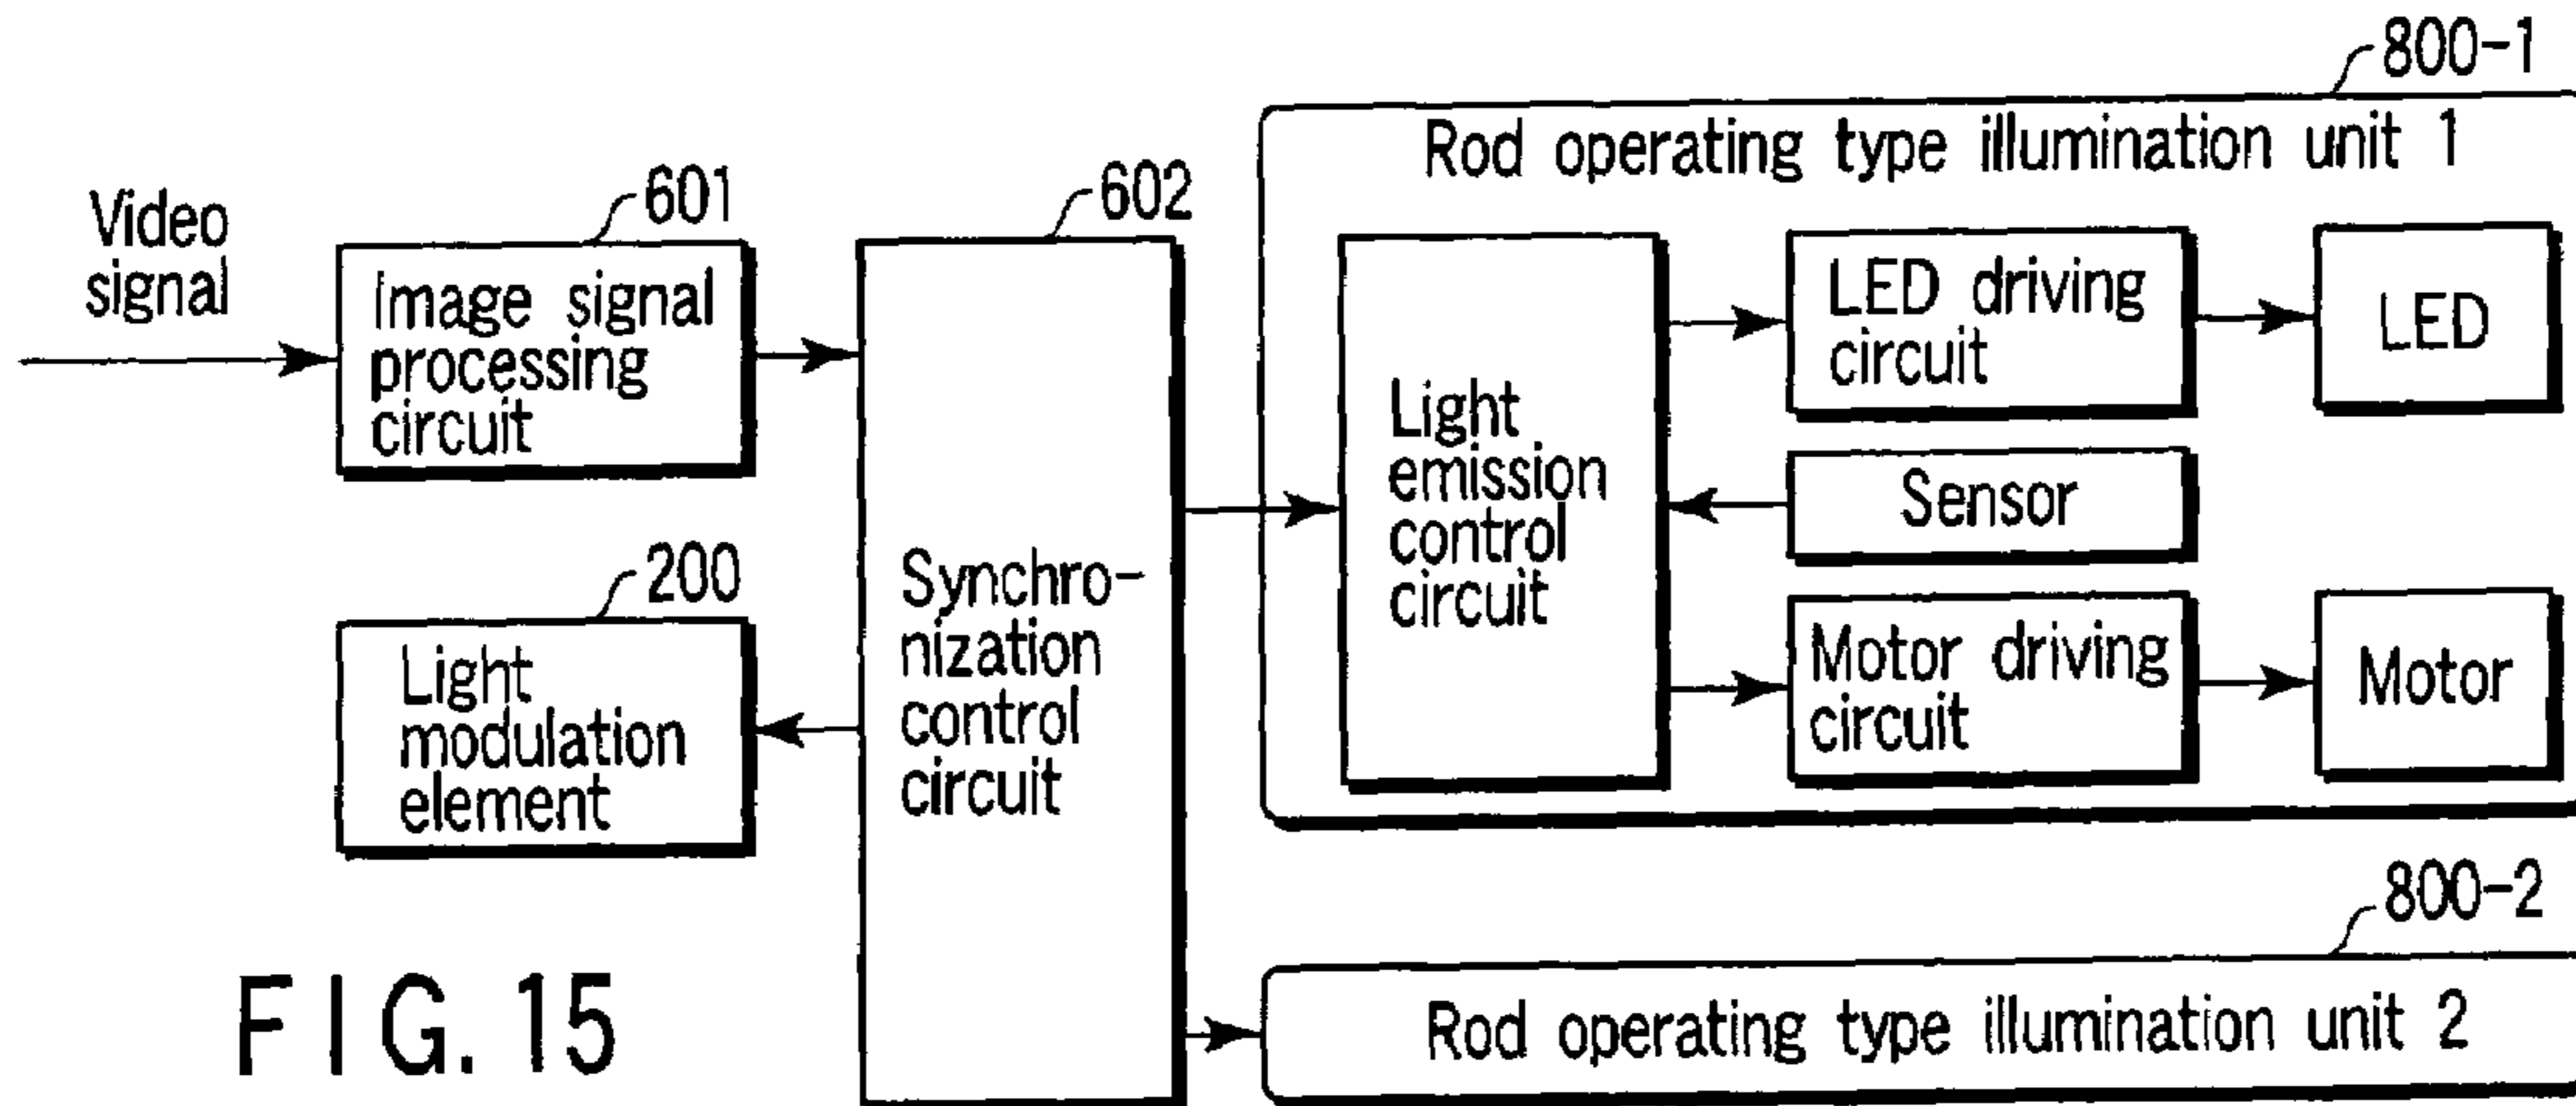 800-1
Rod operating type illumination unit 1
Video
signal
601
Image signal
processing
circuit
602
Synchro-
nization
control
circuit
Light
emission
control
circuit
LED driving
circuit
LED
Sensor
Motor driving
circuit
Motor
200
Light
modulation
element
800-2
Rod operating type illumination unit 2
FIG. 15